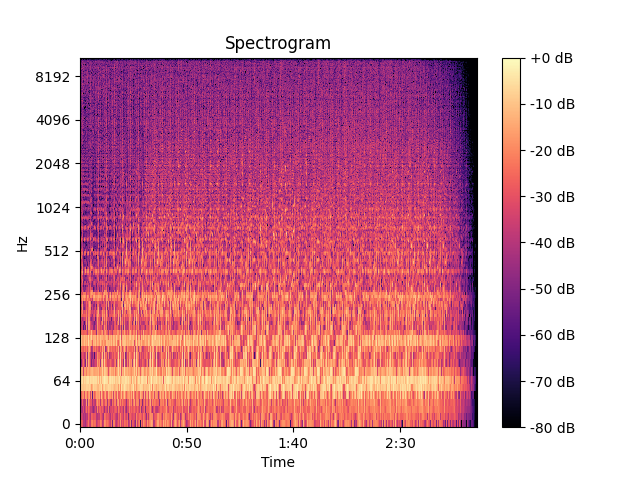 Spectrogram
Hz
8192
4096
2048
1024
512
256
128
64
0
0:00
0:50
1:40
2:30
Time
+0 dB
-10 dB
-20 dB
-30 dB
-40 dB
-50 dB
-60 dB
-70 dB
-80 dB